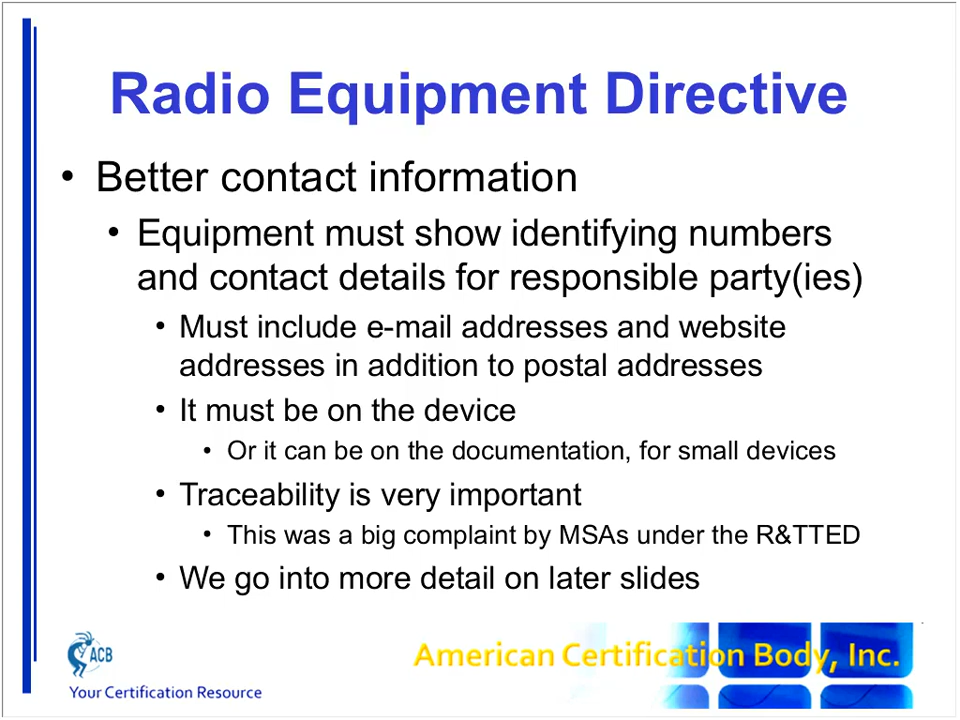 Radio Equipment Directive
• Better contact information
• Equipment must show identifying numbers
and contact details for responsible party(ies)
• Must include e-mail addresses and website
addresses in addition to postal addresses
• It must be on the device
• Or it can be on the documentation, for small devices
• Traceability is very important
• This was a big complaint by MSAs under the R&TTED
• We go into more detail on later slides
ACB
American Certification Body, Inc.
Your Certification Resource